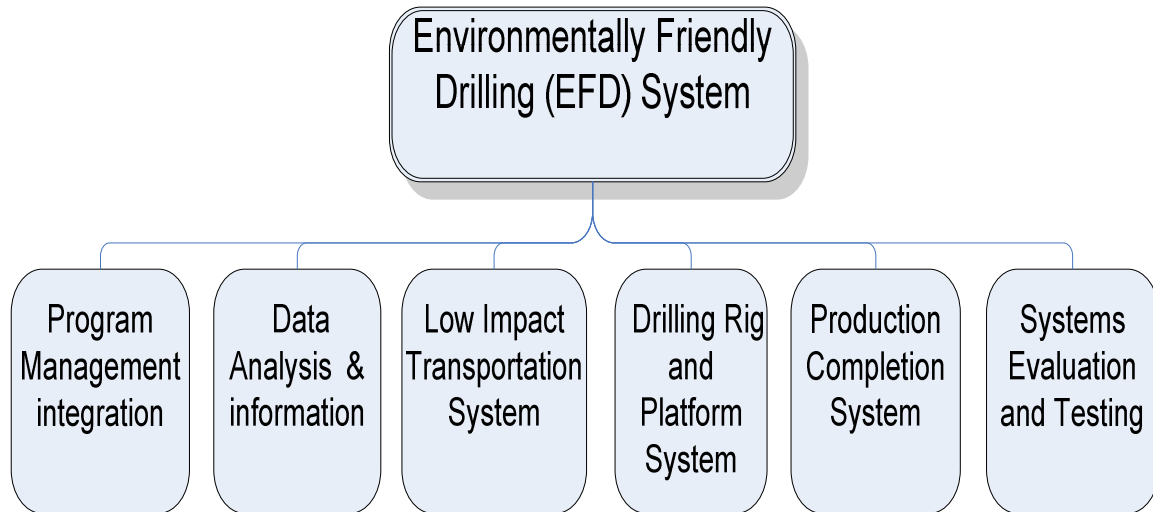 Environmentally Friendly
Drilling (EFD) System
Program
Management
integration
Data
Analysis &
information
Low Impact
Transportation
System
Drilling Rig
and
Platform
System
Production
Completion
System
Systems
Evaluation
and Testing